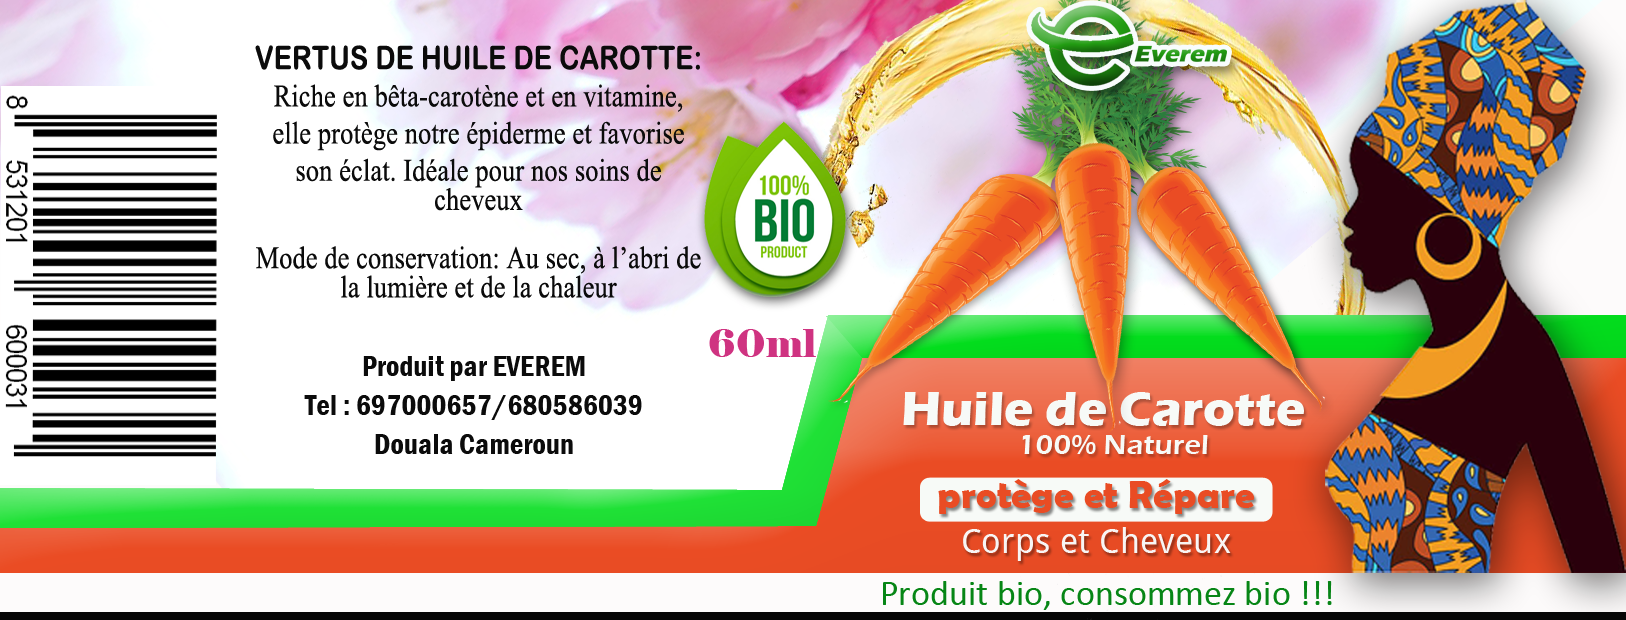 8 531201 600031
VERTUS DE HUILE DE CAROTTE:
Riche en bêta-carotène et en vitamine,
elle protège notre épiderme et favorise
son éclat. Idéale pour nos soins de
cheveux
Mode de conservation: Au sec, à l'abri de
la lumière et de la chaleur
Produit par EVEREM
Tel : 697000657/680586039
Douala Cameroun
100%
BIO
PRODUCT
60ml
Everem
Huile de Carotte
100% Naturel
protège et Répare
Corps et Cheveux
Produit bio, consommez bio !!!